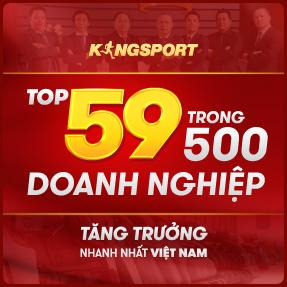 KINGSPORT
TOP 59 TRONG 500
DOANH NGHIỆP
TĂNG TRƯỞNG
NHANH NHẤT VIỆT NAM